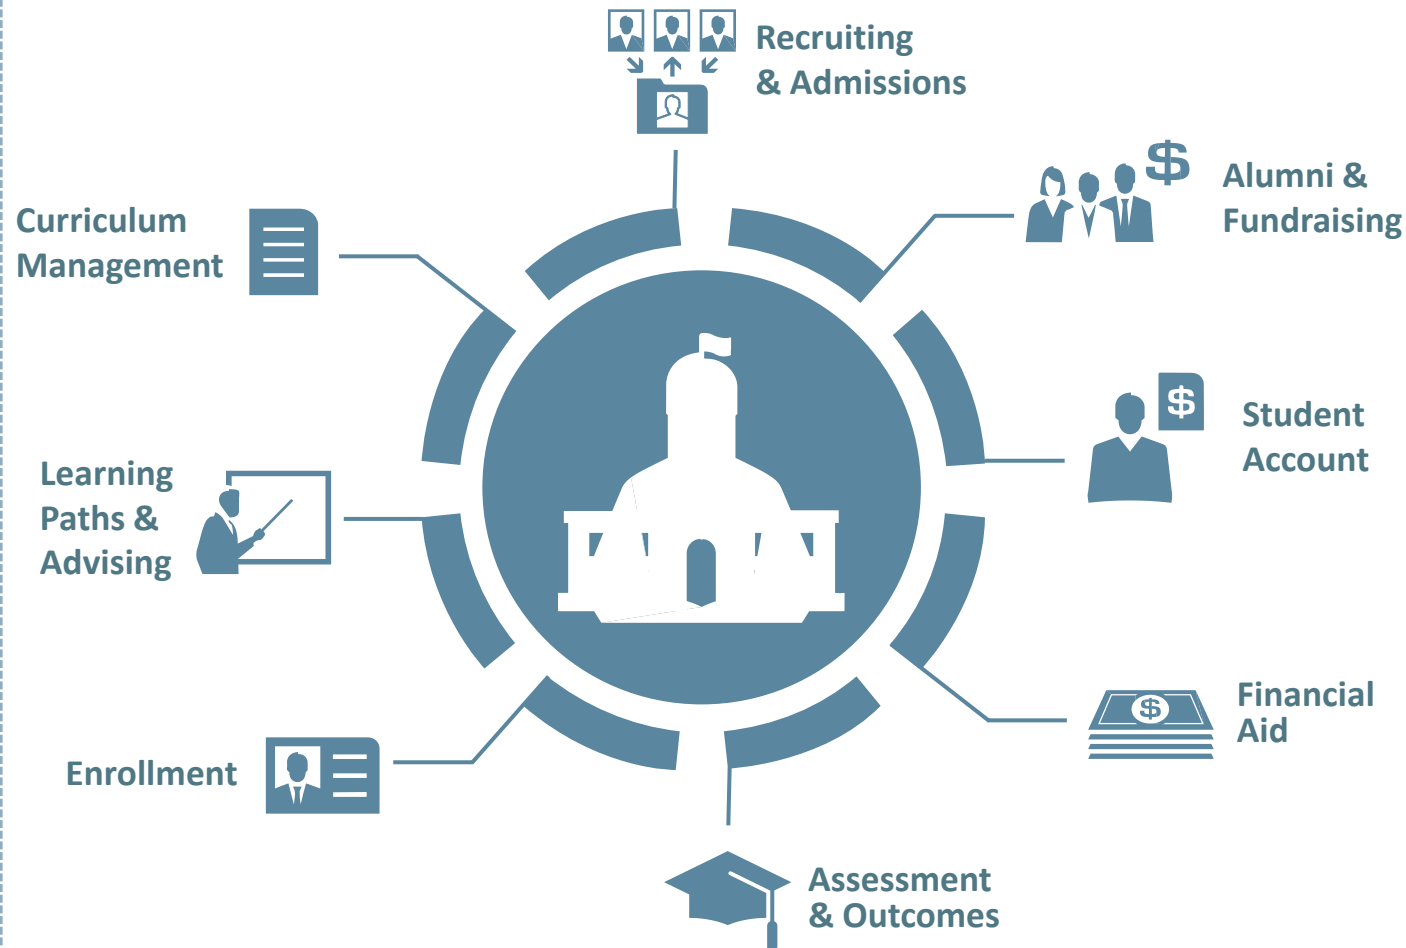 Recruiting
& Admissions
Alumni &
Fundraising
$
Curriculum
Management
Student
Account
$
Learning
Paths &
Advising
Financial
Aid
$
Enrollment
Assessment
& Outcomes